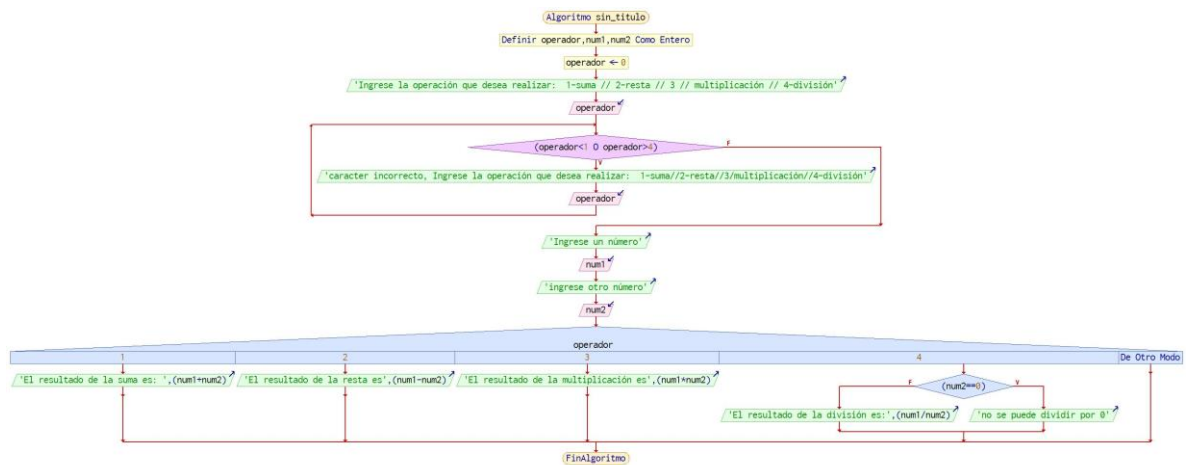 Algoritmo sin_titulo
Definir operador,num1,num2 Como Entero
operador ← 0
'Ingrese la operación que desea realizar:  1-suma // 2-resta // 3 // multiplicación // 4-división'
operador
(operador<1 O operador>4)
F
V
'caracter incorrecto, Ingrese la operación que desea realizar:  1-suma//2-resta//3/multiplicación//4-división'
operador
'Ingrese un número'
num1
'ingrese otro número'
num2
operador
1 2 3 4 De Otro Modo
'El resultado de la suma es: ',(num1+num2) 'El resultado de la resta es',(num1-num2) 'El resultado de la multiplicación es',(num1*num2)
F (num2==0) V
'El resultado de la división es:',(num1/num2) 'no se puede dividir por 0'
FinAlgoritmo